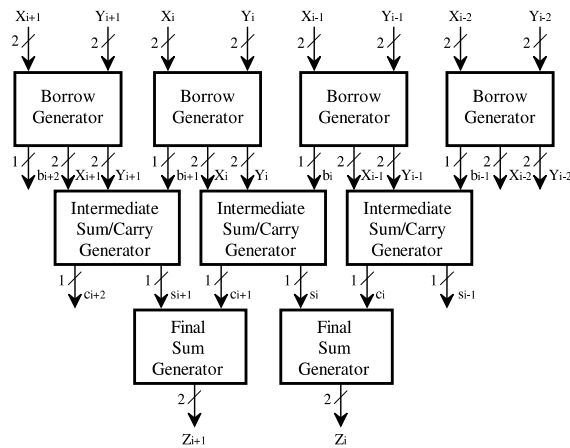 Xi+1 Yi+1 Xi Yi Xi-1 Yi-1 Xi-2 Yi-2
2 2 2 2 2 2 2 2
Borrow Generator
Borrow Generator
Borrow Generator
Borrow Generator
1 2 2 1 2 2 1 2 2 1 2 2
bi+2 Xi+1 Yi+1 bi+1 Xi Yi bi Xi-1 Yi-1 bi-1 Xi-2 Yi-2
Intermediate Sum/Carry Generator
Intermediate Sum/Carry Generator
Intermediate Sum/Carry Generator
1 1 1 1 1 1
ci+2 si+1 ci+1 si ci si-1
Final Sum Generator
Final Sum Generator
2 2
Zi+1 Zi